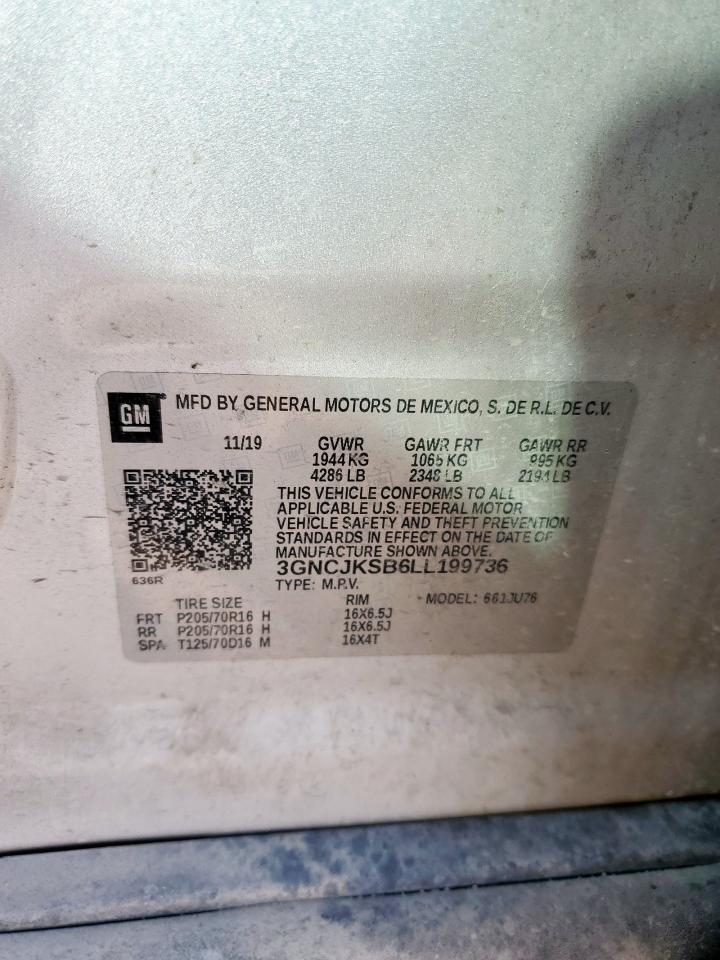 GM
MFD BY GENERAL MOTORS DE MEXICO, S. DE R.L. DE C.V.
11/19 GVWR GAWR FRT GAWR RR
1944 KG 1065 KG 995 KG
4286 LB 2348 LB 2194 LB
THIS VEHICLE CONFORMS TO ALL
APPLICABLE U.S. FEDERAL MOTOR
VEHICLE SAFETY AND THEFT PREVENTION
STANDARDS IN EFFECT ON THE DATE OF
MANUFACTURE SHOWN ABOVE.
3GNCJKSB6LL199736
636R
TYPE: M.P.V.
TIRE SIZE RIM MODEL: 661JU76
FRT P205/70R16 H 16X6.5J
RR P205/70R16 H 16X6.5J
SPA T125/70D16 M 16X4T